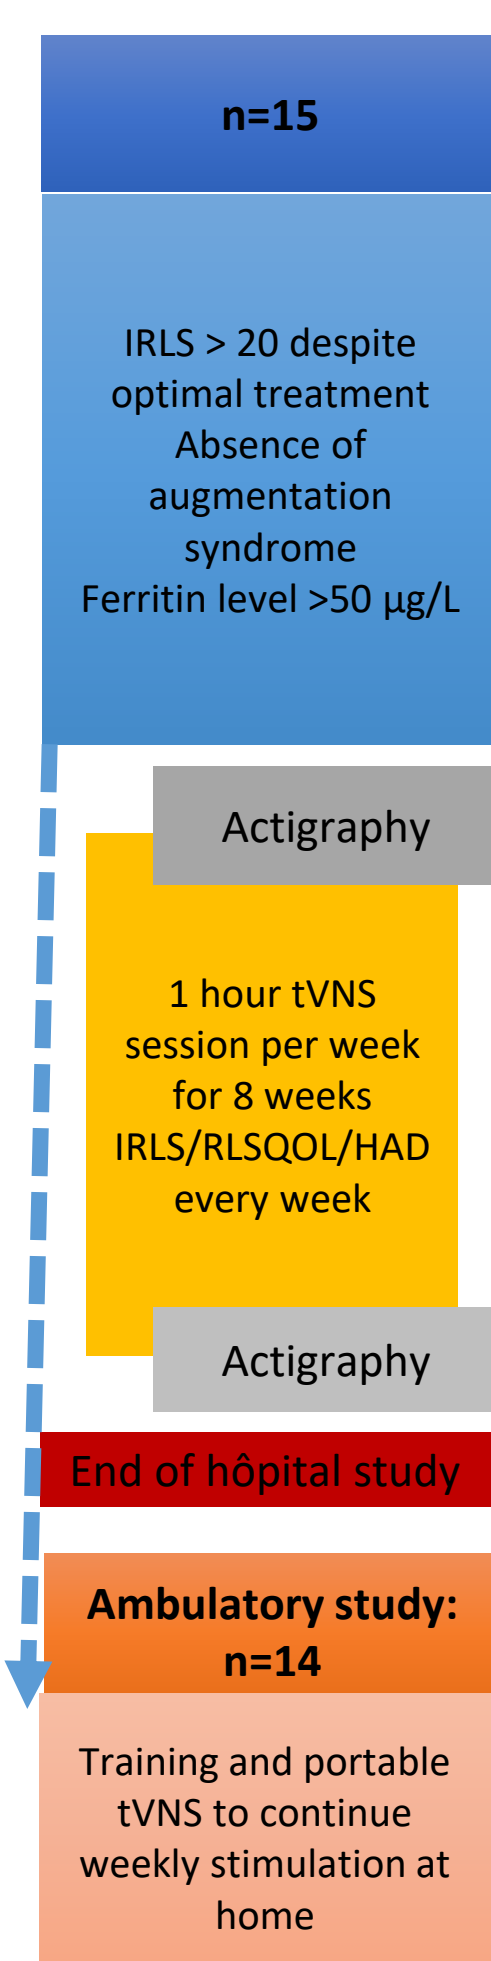 n=15
IRLS > 20 despite
optimal treatment
Absence of
augmentation
syndrome
Ferritin level >50 µg/L
Actigraphy
1 hour tVNS
session per week
for 8 weeks
IRLS/RLSQOL/HAD
every week
Actigraphy
End of hôpital study
Ambulatory study:
n=14
Training and portable
tVNS to continue
weekly stimulation at
home